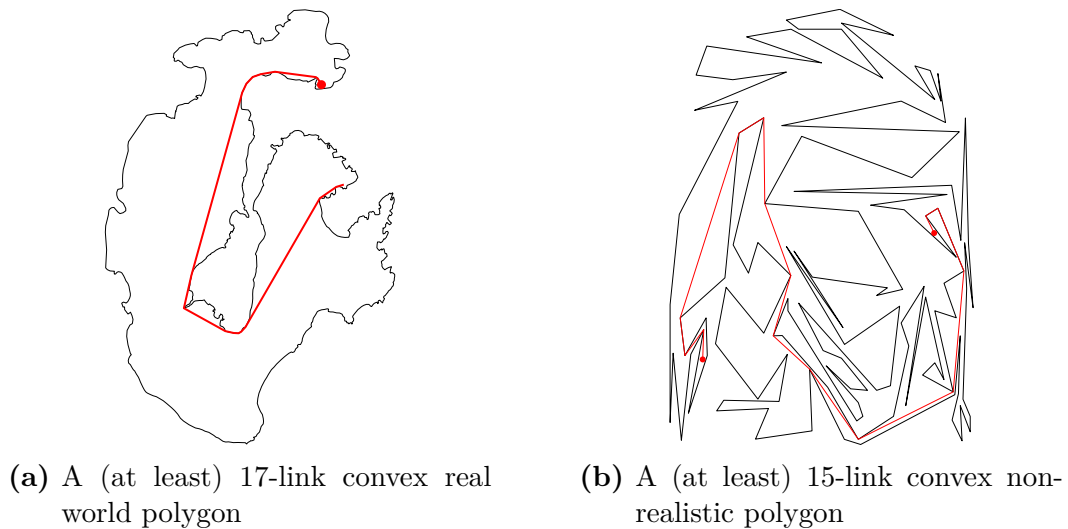 (a) A (at least) 17-link convex real
world polygon
(b) A (at least) 15-link convex non-
realistic polygon